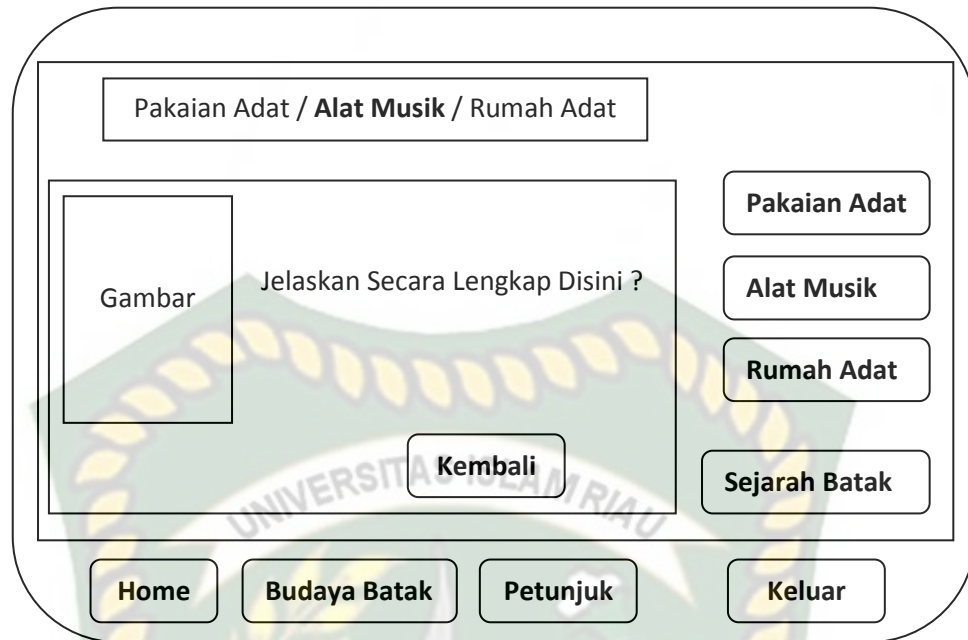 Pakaian Adat / Alat Musik / Rumah Adat
Gambar
Jelaskan Secara Lengkap Disini ?
Kembali
Pakaian Adat
Alat Musik
Rumah Adat
Sejarah Batak
UNIVERSITAS ISLAM RIAU
Home
Budaya Batak
Petunjuk
Keluar